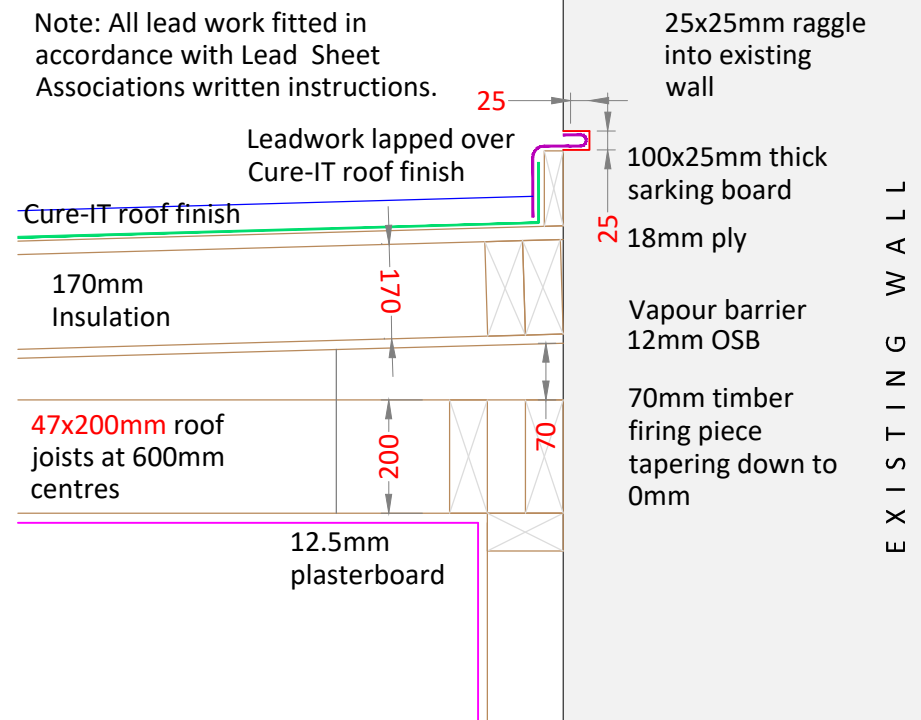 Note: All lead work fitted in
accordance with Lead Sheet
Associations written instructions.
25x25mm raggle
into existing
wall
25
Leadwork lapped over
Cure-IT roof finish
100x25mm thick
sarking board
25
Cure-IT roof finish
18mm ply
170mm
Insulation
170
Vapour barrier
12mm OSB
70mm timber
firing piece
tapering down to
0mm
47x200mm roof
joists at 600mm
centres
200
70
12.5mm
plasterboard
EXISTING WALL